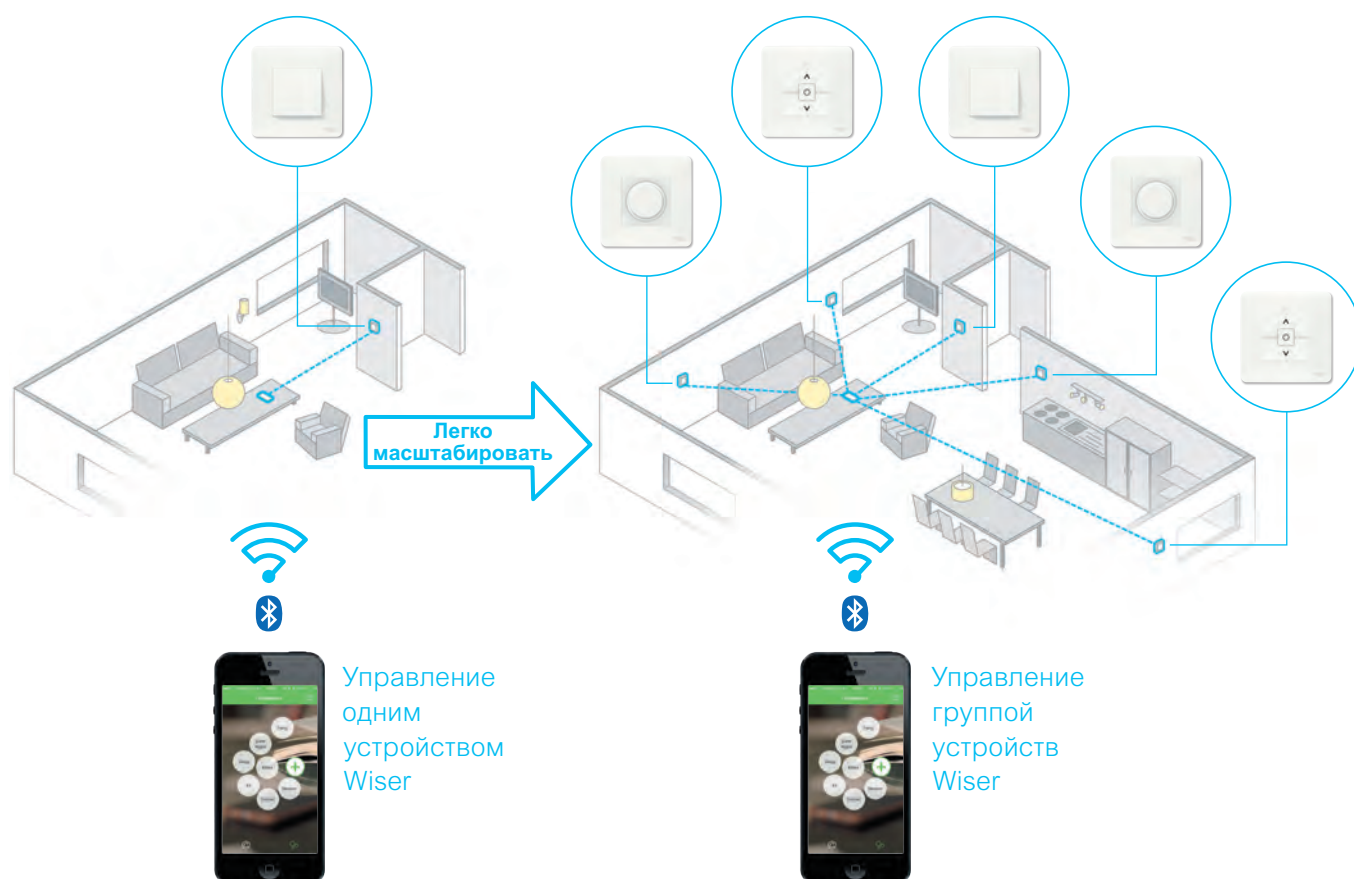 Легко
масштабировать
Управление
одним
устройством
Wiser
Управление
группой
устройств
Wiser